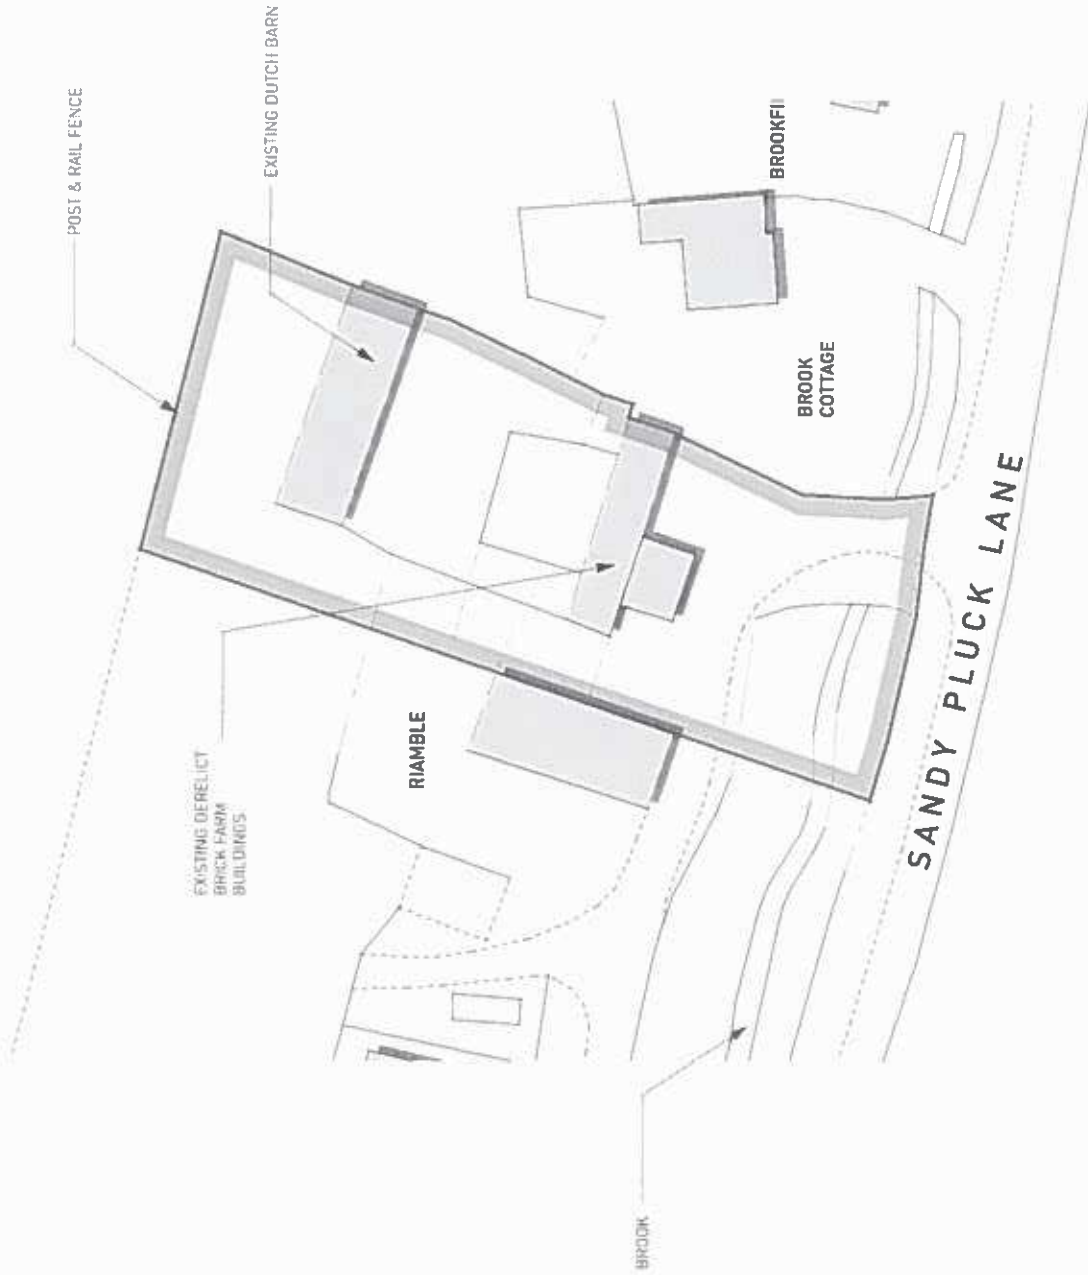 POST & RAIL FENCE
EXISTING DUTCH BARN
BROOKFI
BROOK
COTTAGE
EXISTING DERELICT
BRICK FARM
BUILDINGS
RIAMBLE
SANDY PLUCK LANE
BROOK